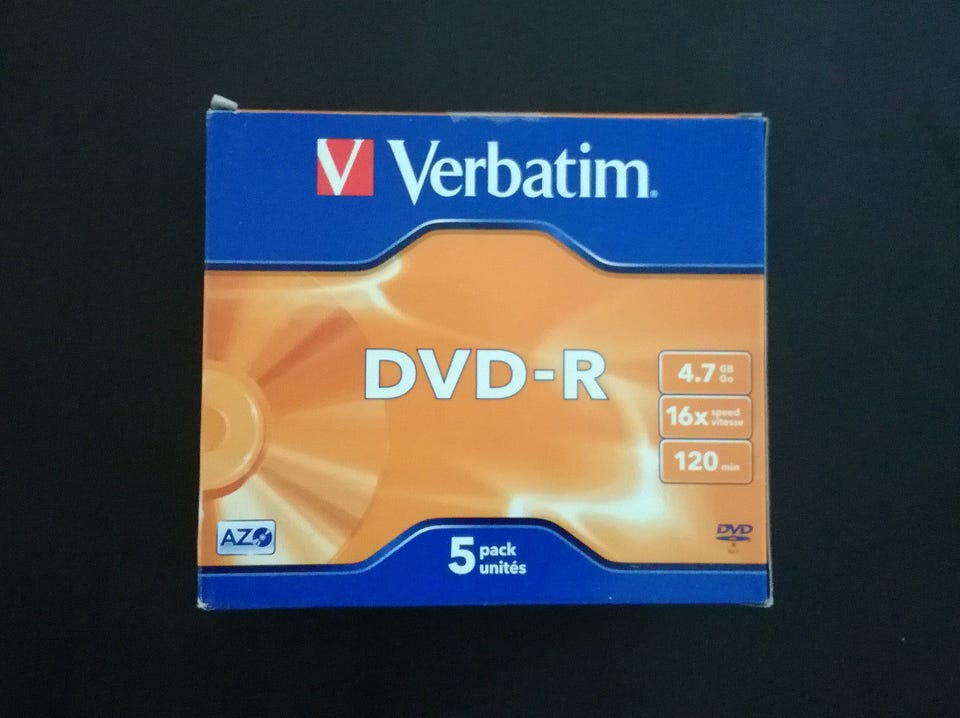 V Verbatim®
DVD-R
4.7 GB
Go
16x speed
vitesse
120 min
AZO
DVD
R
5 pack
unités